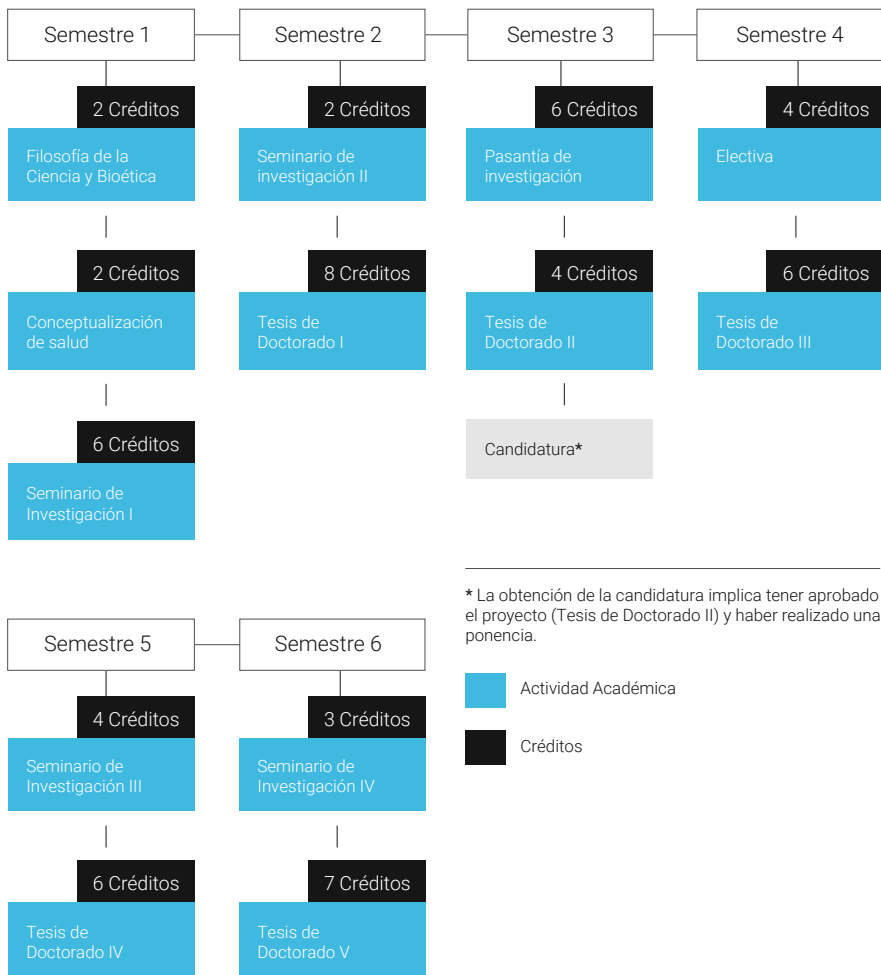 Semestre 1
Semestre 2
Semestre 3
Semestre 4
2 Créditos
2 Créditos
6 Créditos
4 Créditos
Filosofía de la
Ciencia y Bioética
Seminario de
investigación II
Pasantía de
investigación
Electiva
2 Créditos
8 Créditos
4 Créditos
6 Créditos
Conceptualización
de salud
Tesis de
Doctorado I
Tesis de
Doctorado II
Tesis de
Doctorado III
6 Créditos
Seminario de
Investigación I
Candidatura*
* La obtención de la candidatura implica tener aprobado
el proyecto (Tesis de Doctorado II) y haber realizado una
ponencia.
Actividad Académica
Créditos
Semestre 5
Semestre 6
4 Créditos
3 Créditos
Seminario de
Investigación III
Seminario de
Investigación IV
6 Créditos
7 Créditos
Tesis de
Doctorado IV
Tesis de
Doctorado V